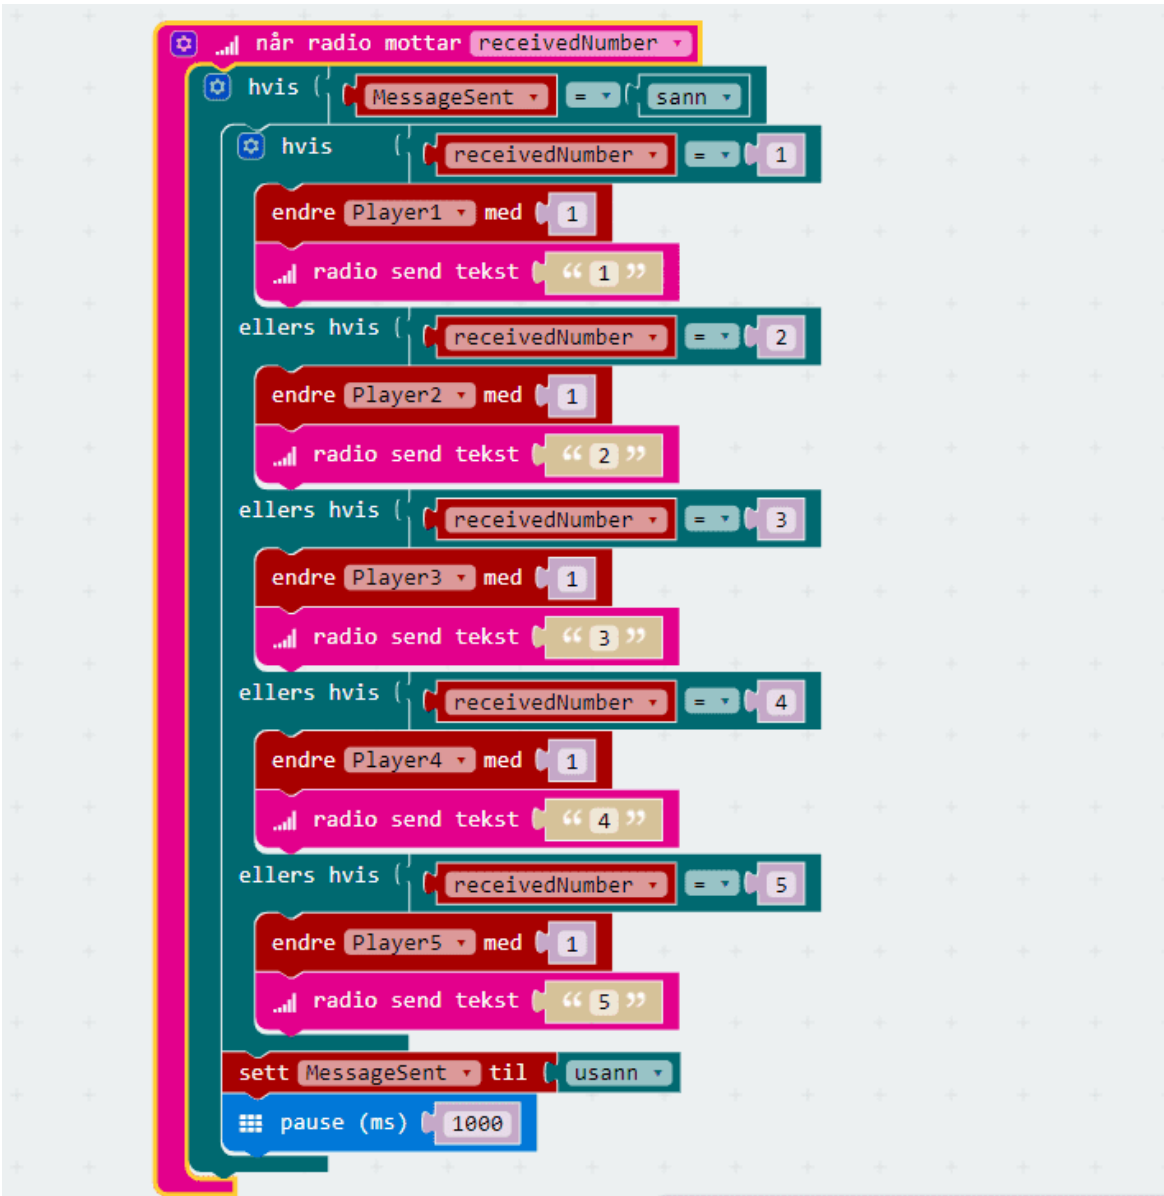 når radio mottar receivedNumber
hvis MessageSent = sann
hvis receivedNumber = 1
endre Player1 med 1
radio send tekst “ 1 ”
ellers hvis receivedNumber = 2
endre Player2 med 1
radio send tekst “ 2 ”
ellers hvis receivedNumber = 3
endre Player3 med 1
radio send tekst “ 3 ”
ellers hvis receivedNumber = 4
endre Player4 med 1
radio send tekst “ 4 ”
ellers hvis receivedNumber = 5
endre Player5 med 1
radio send tekst “ 5 ”
sett MessageSent til usann
pause (ms) 1000